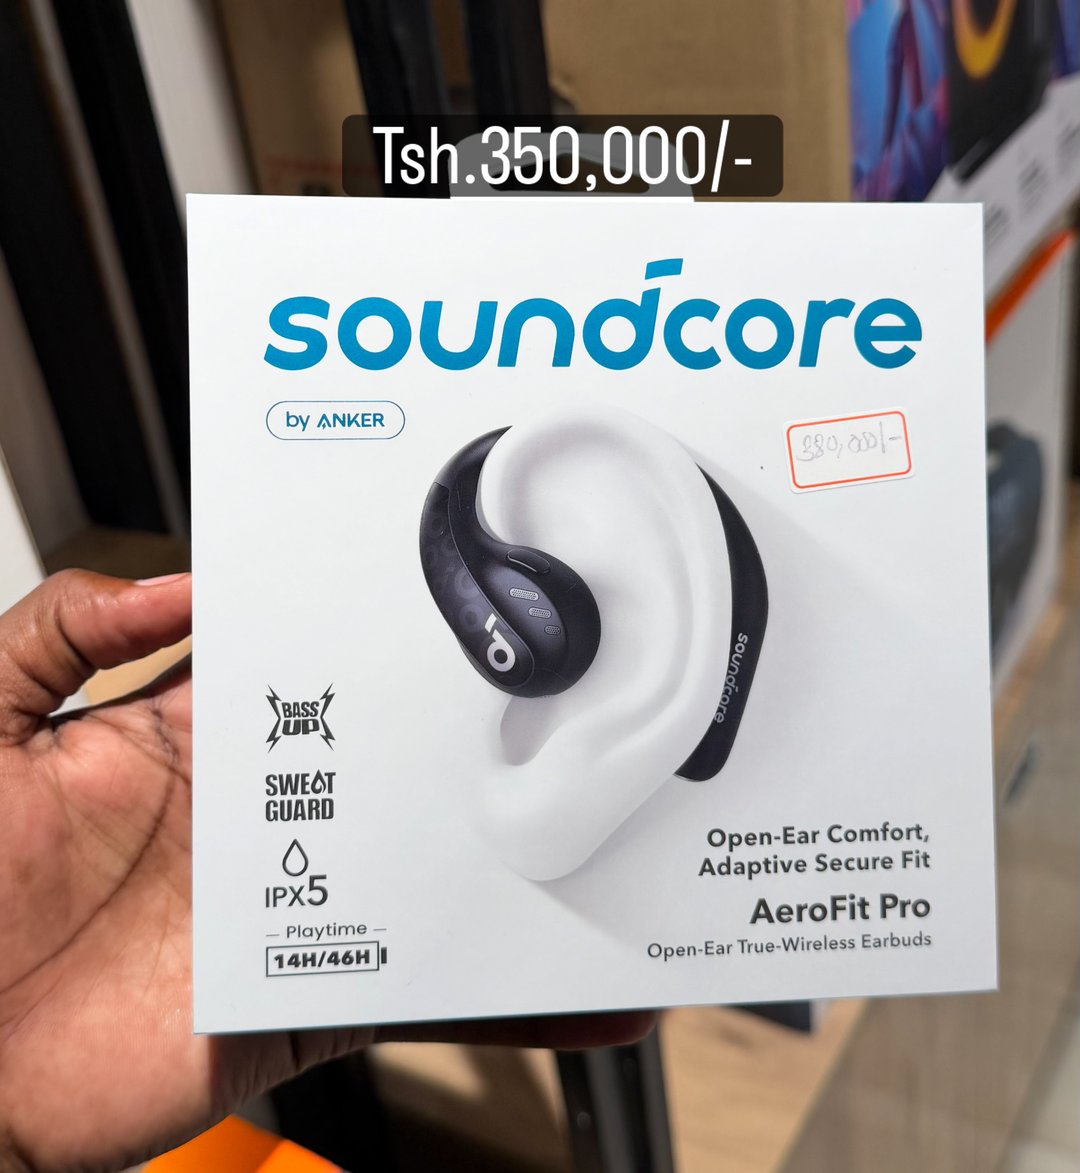 Tsh.350,000/-
soundcore
by ANKER
380,000/-
BASS
UP
soundcore
SWEAT
GUARD
IPX5
Playtime
14H/46H
Open-Ear Comfort,
Adaptive Secure Fit
AeroFit Pro
Open-Ear True-Wireless Earbuds